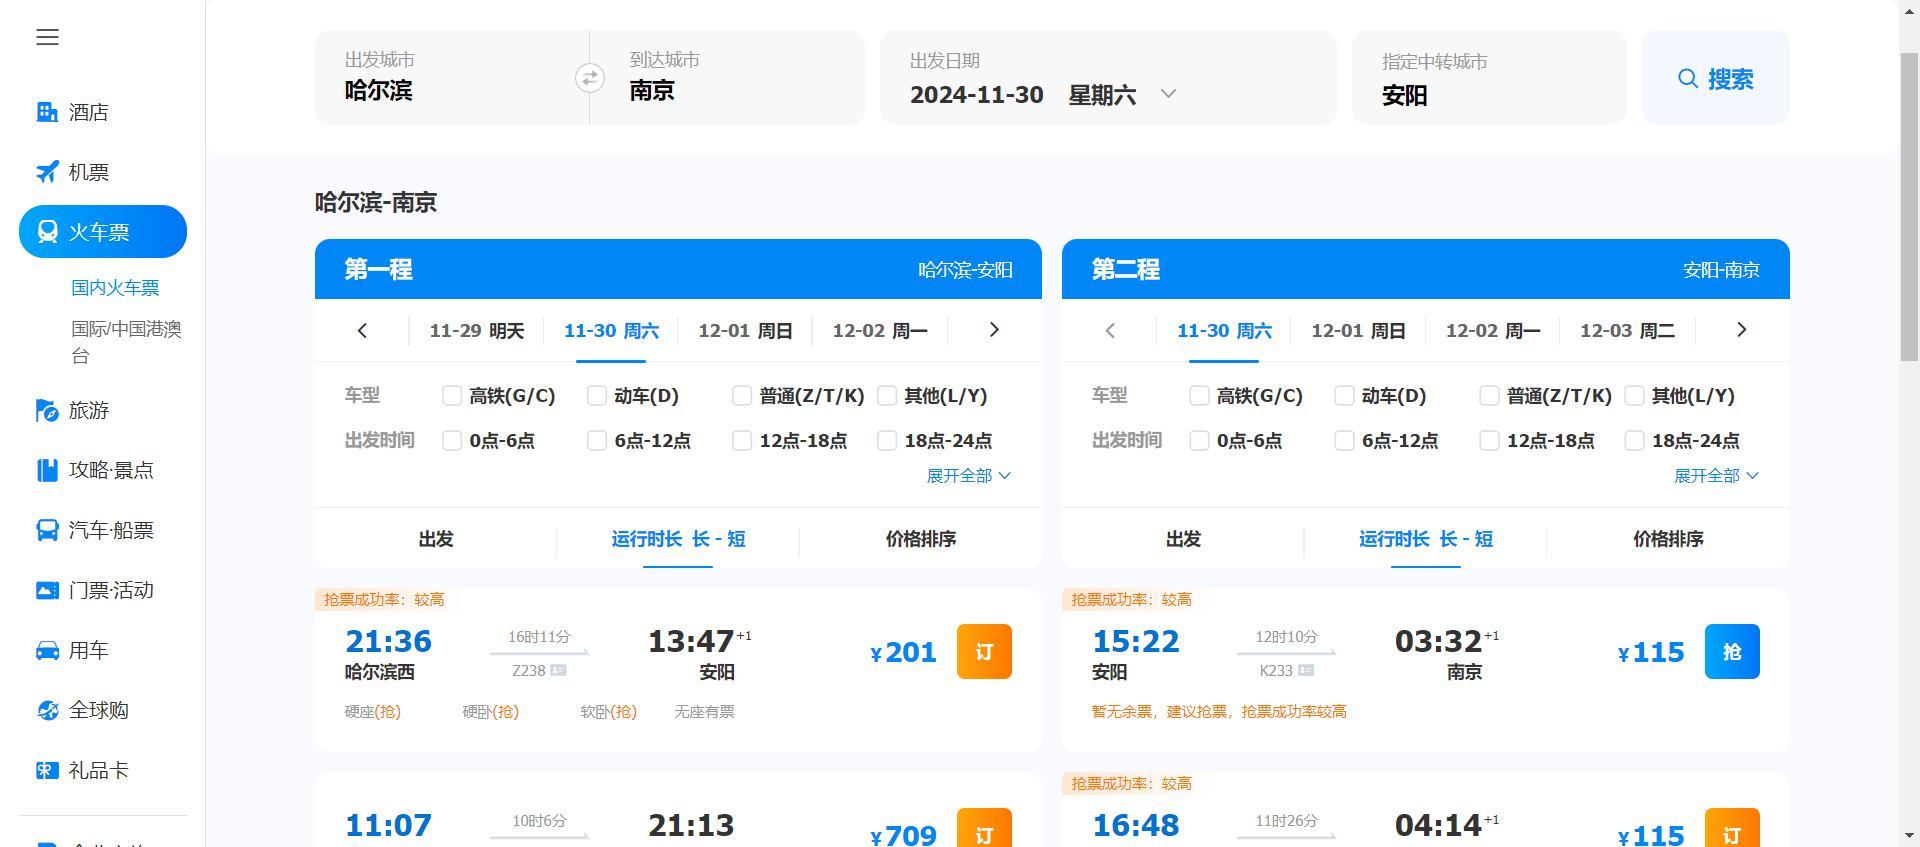 酒店
机票
火车票
国内火车票
国际/中国港澳
台
旅游
攻略·景点
汽车·船票
门票·活动
用车
全球购
礼品卡
出发城市
哈尔滨
到达城市
南京
出发日期
2024-11-30 星期六
指定中转城市
安阳
搜索
哈尔滨-南京
第一程
哈尔滨-安阳
11-29 明天
11-30 周六
12-01 周日
12-02 周一
车型
高铁(G/C)
动车(D)
普通(Z/T/K)
其他(L/Y)
出发时间
0点-6点
6点-12点
12点-18点
18点-24点
展开全部
出发
运行时长 长 - 短
价格排序
抢票成功率：较高
21:36
哈尔滨西
16时11分
Z238
13:47+1
安阳
¥201
订
硬座(抢)
硬卧(抢)
软卧(抢)
无座有票
11:07
10时6分
21:13
¥709
订
第二程
安阳-南京
11-30 周六
12-01 周日
12-02 周一
12-03 周二
车型
高铁(G/C)
动车(D)
普通(Z/T/K)
其他(L/Y)
出发时间
0点-6点
6点-12点
12点-18点
18点-24点
展开全部
出发
运行时长 长 - 短
价格排序
抢票成功率：较高
15:22
安阳
12时10分
K233
03:32+1
南京
¥115
抢
暂无余票，建议抢票，抢票成功率较高
抢票成功率：较高
16:48
11时26分
04:14+1
¥115
订